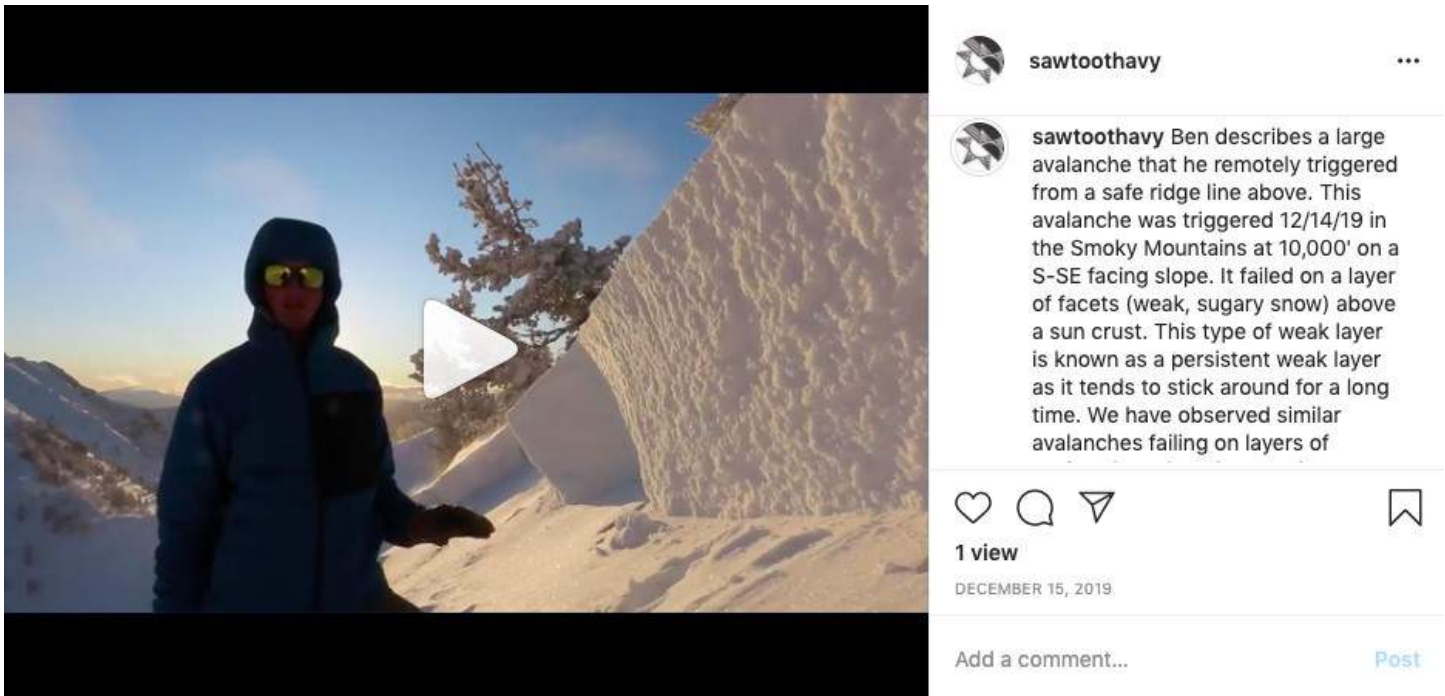 sawtoothavy
sawtoothavy Ben describes a large
avalanche that he remotely triggered
from a safe ridge line above. This
avalanche was triggered 12/14/19 in
the Smoky Mountains at 10,000' on a
S-SE facing slope. It failed on a layer
of facets (weak, sugary snow) above
a sun crust. This type of weak layer
is known as a persistent weak layer
as it tends to stick around for a long
time. We have observed similar
avalanches failing on layers of
1 view
DECEMBER 15, 2019
Add a comment...
Post